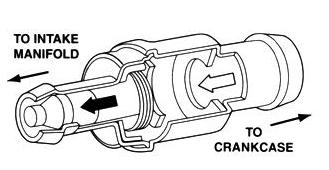 TO INTAKE
MANIFOLD
TO
CRANKCASE